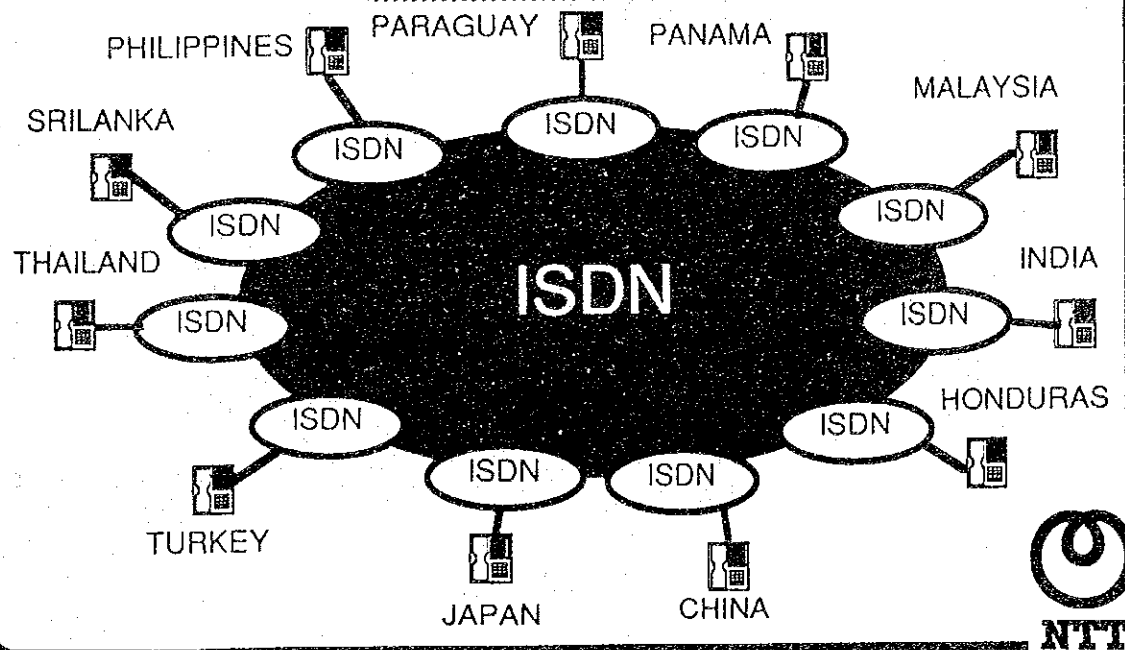 PARAGUAY
PHILIPPINES
PANAMA
MALAYSIA
SRILANKA
ISDN
ISDN
ISDN
ISDN
ISDN
THAILAND
INDIA
ISDN
ISDN
ISDN
HONDURAS
ISDN
ISDN
ISDN
ISDN
TURKEY
JAPAN
CHINA
NTT